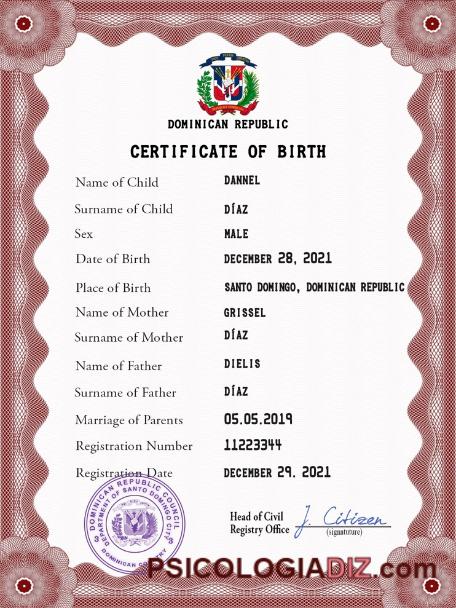 DOMINICAN REPUBLIC
CERTIFICATE OF BIRTH
Name of Child DANNEL
Surname of Child DÍAZ
Sex MALE
Date of Birth DECEMBER 28, 2021
Place of Birth SANTO DOMINGO, DOMINICAN REPUBLIC
Name of Mother GRISSEL
Surname of Mother DÍAZ
Name of Father DIELIS
Surname of Father DÍAZ
Marriage of Parents 05.05.2019
Registration Number 11223344
Registration Date DECEMBER 29. 2021
DOMINICAN REPUBLIC COUNCIL
DEPARTMENT OF SANTO DOMINGO CITY
DOMINICAN COUNTRY
Head of Civil
Registry Office J. Citizen
(signature)
PSICOLOGIADIZ.com